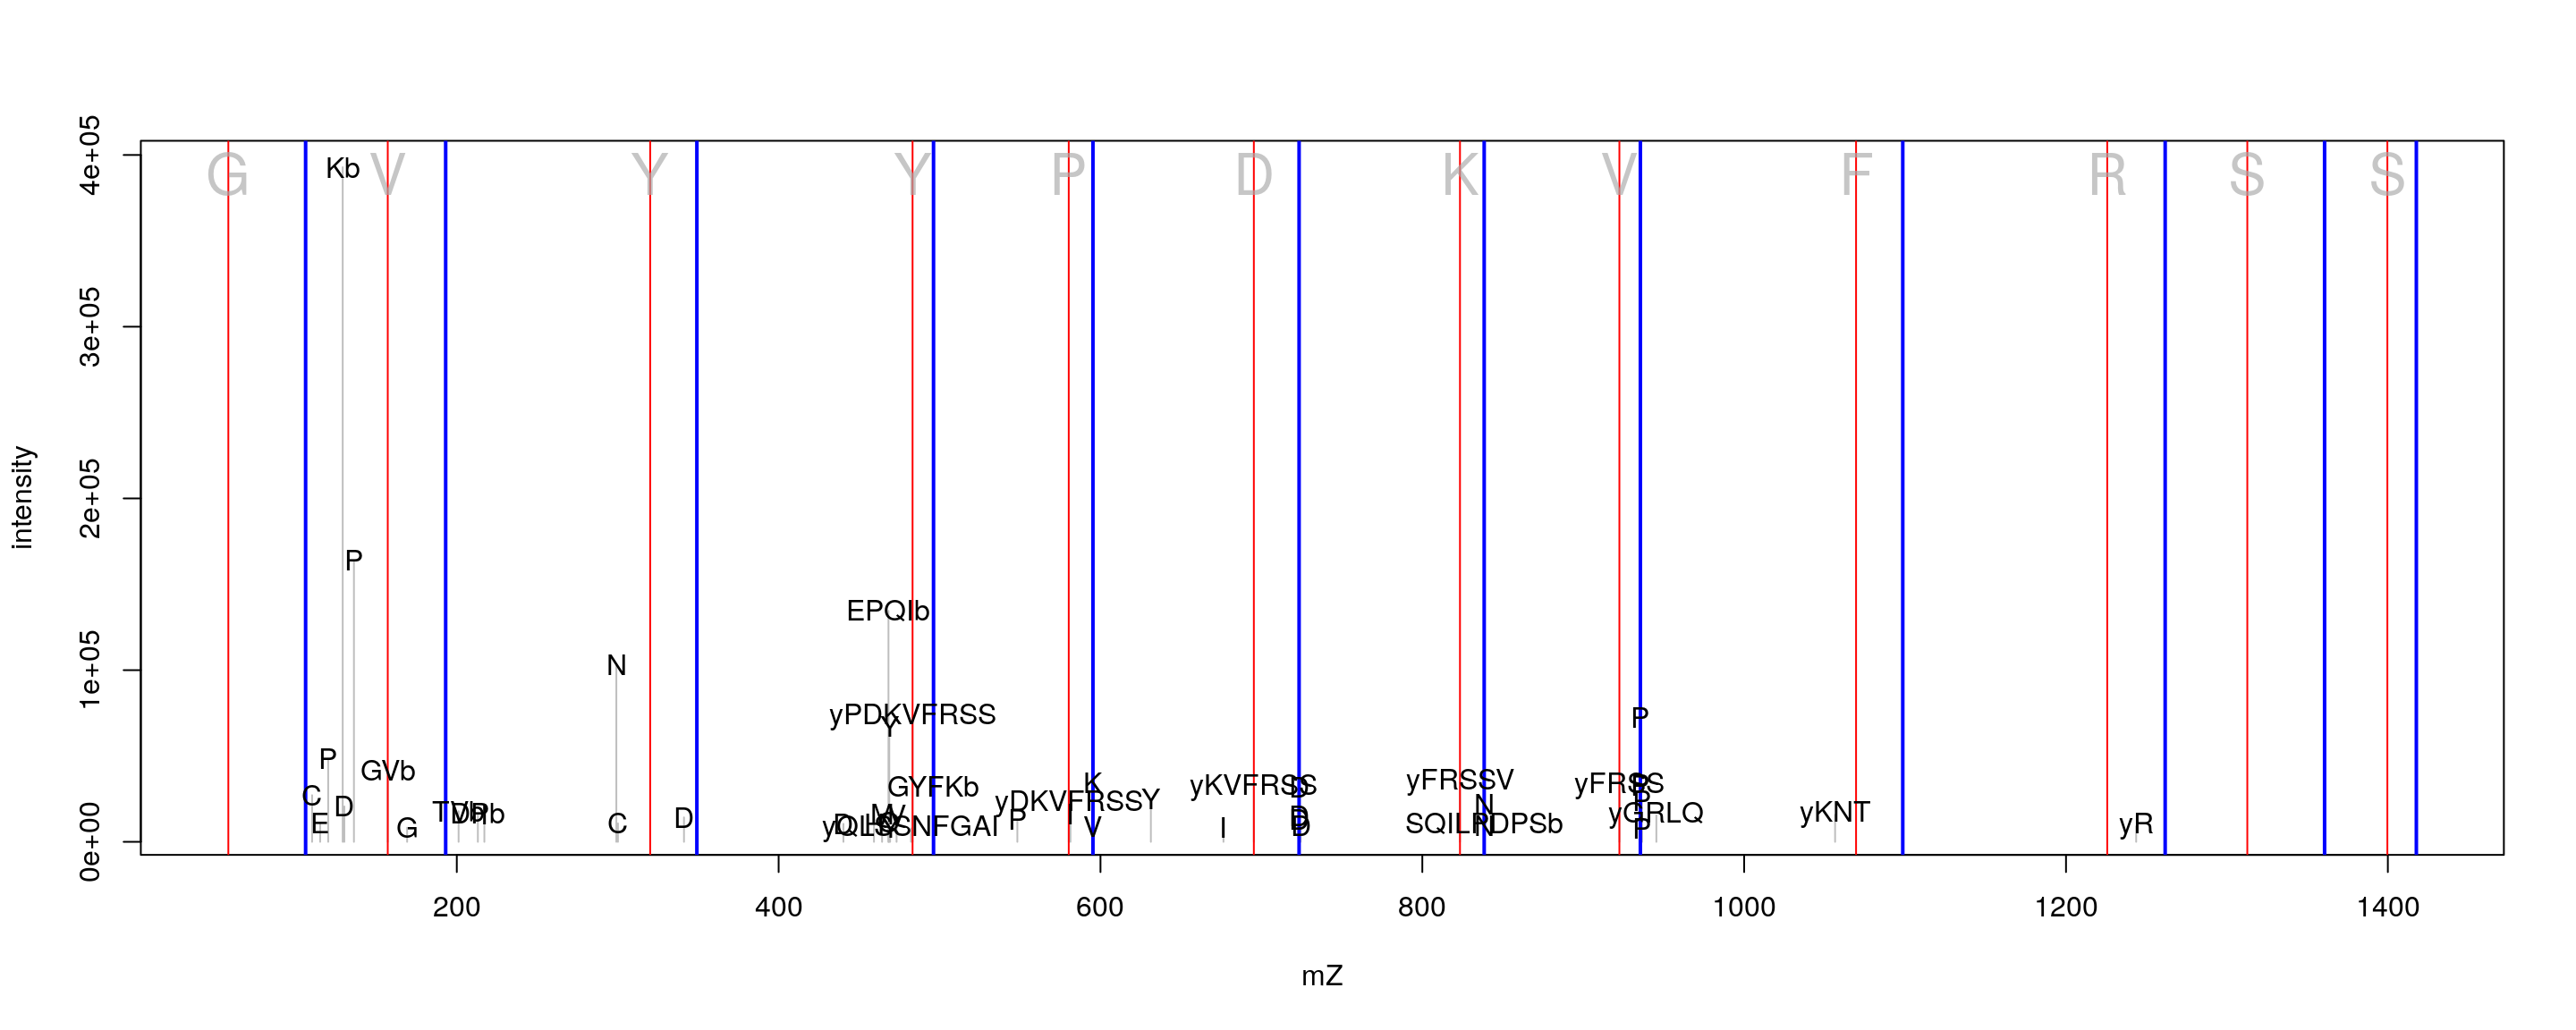 G V Y Y P D K V F R S S
Kb
P
EPQIb
N
yPDKVFRSS
Y
P
P
GVb
C
D
E
G
TVb
P
C
D
GYFKb
D
yQLSSNFGAI
yDKVFRSSY
K
P
V
I
yKVFRSS
D
D
D
yFRSSV
N
SQILPDPSb
N
yFRSS
P
yGRLQ
P
yKNT
yR
0e+00 1e+05 2e+05 3e+05 4e+05
intensity
200 400 600 800 1000 1200 1400
mZ